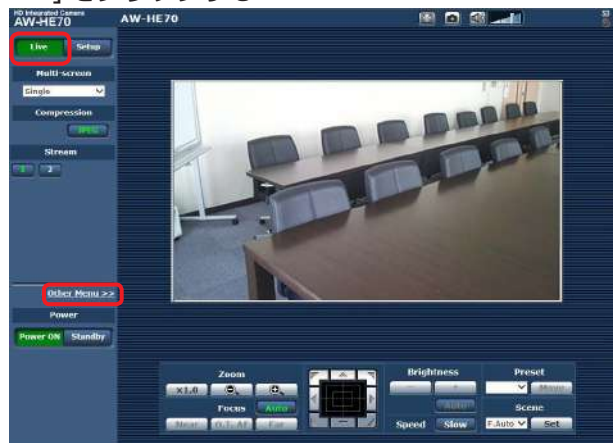 HD Integrated Camera
AW-HE70
AW-HE70
Live Setup
Multi-screen
Single
Compression
JPEG
Stream
1 2
Other Menu >>
Power
Power ON Standby
Zoom
×1.0
Focus Auto
Near O.T. AF Far
Brightness
- +
Auto
Speed Slow
Preset
Move
Scene
F.Auto Set